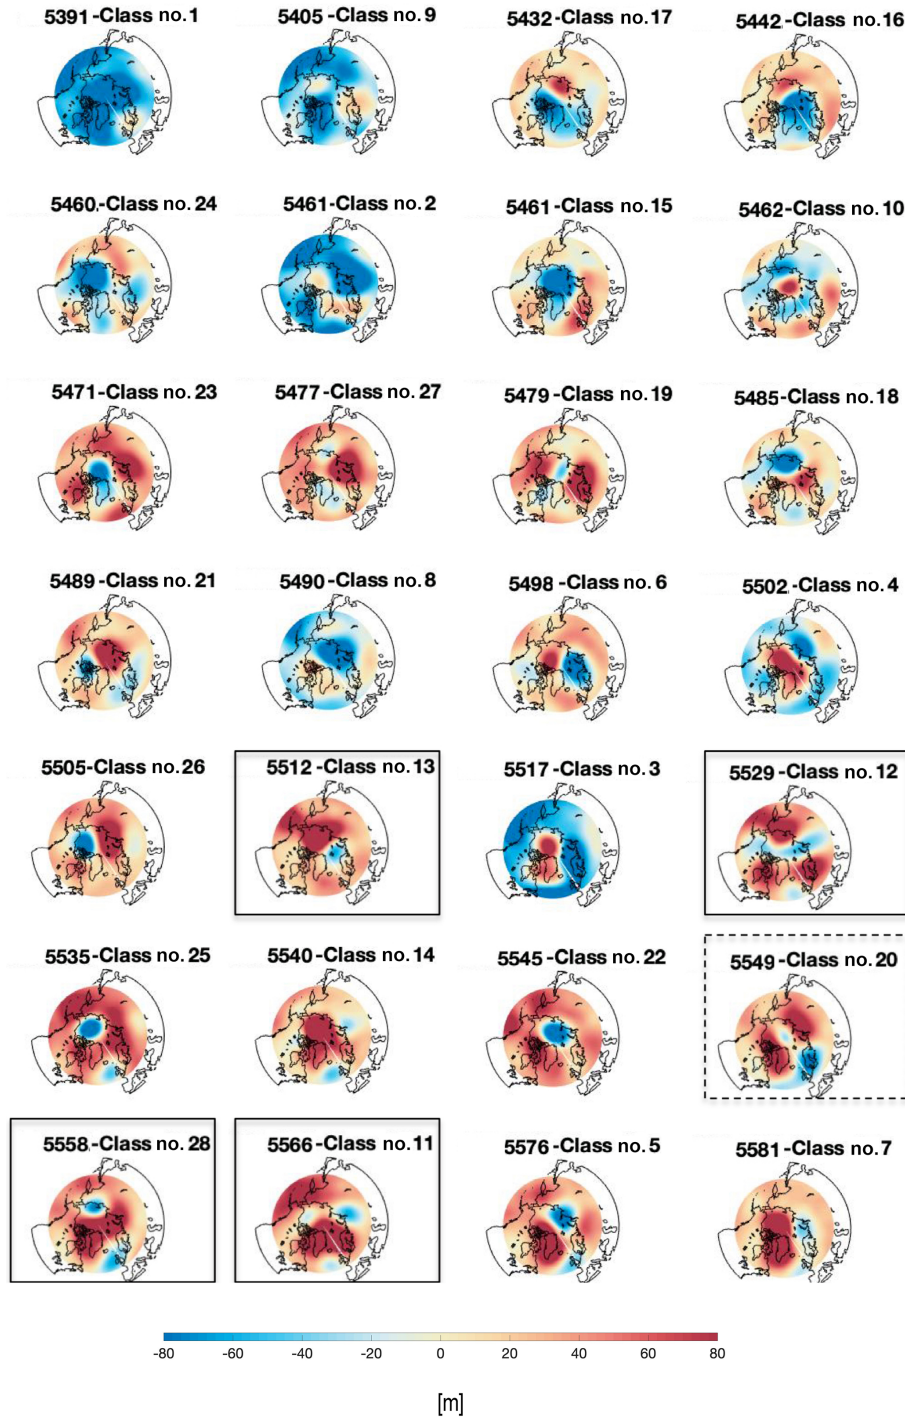 5391-Class no.1 5405-Class no. 9 5432-Class no.17 5442-Class no.16
5460.-Class no. 24 5461-Class no.2 5461-Class no.15 5462-Class no.10
5471-Class no.23 5477-Class no.27 5479-Class no.19 5485-Class no.18
5489-Class no.21 5490-Class no.8 5498-Class no. 6 5502.-Class no.4
5505-Class no.26 5512-Class no.13 5517-Class no.3 5529 -Class no.12
5535-Class no.25 5540-Class no.14 5545-Class no.22 5549-Class no.20
5558.-Class no.28 5566-Class no.11 5576-Class no.5 5581-Class no.7
-80 -60 -40 -20 0 20 40 60 80
[m]